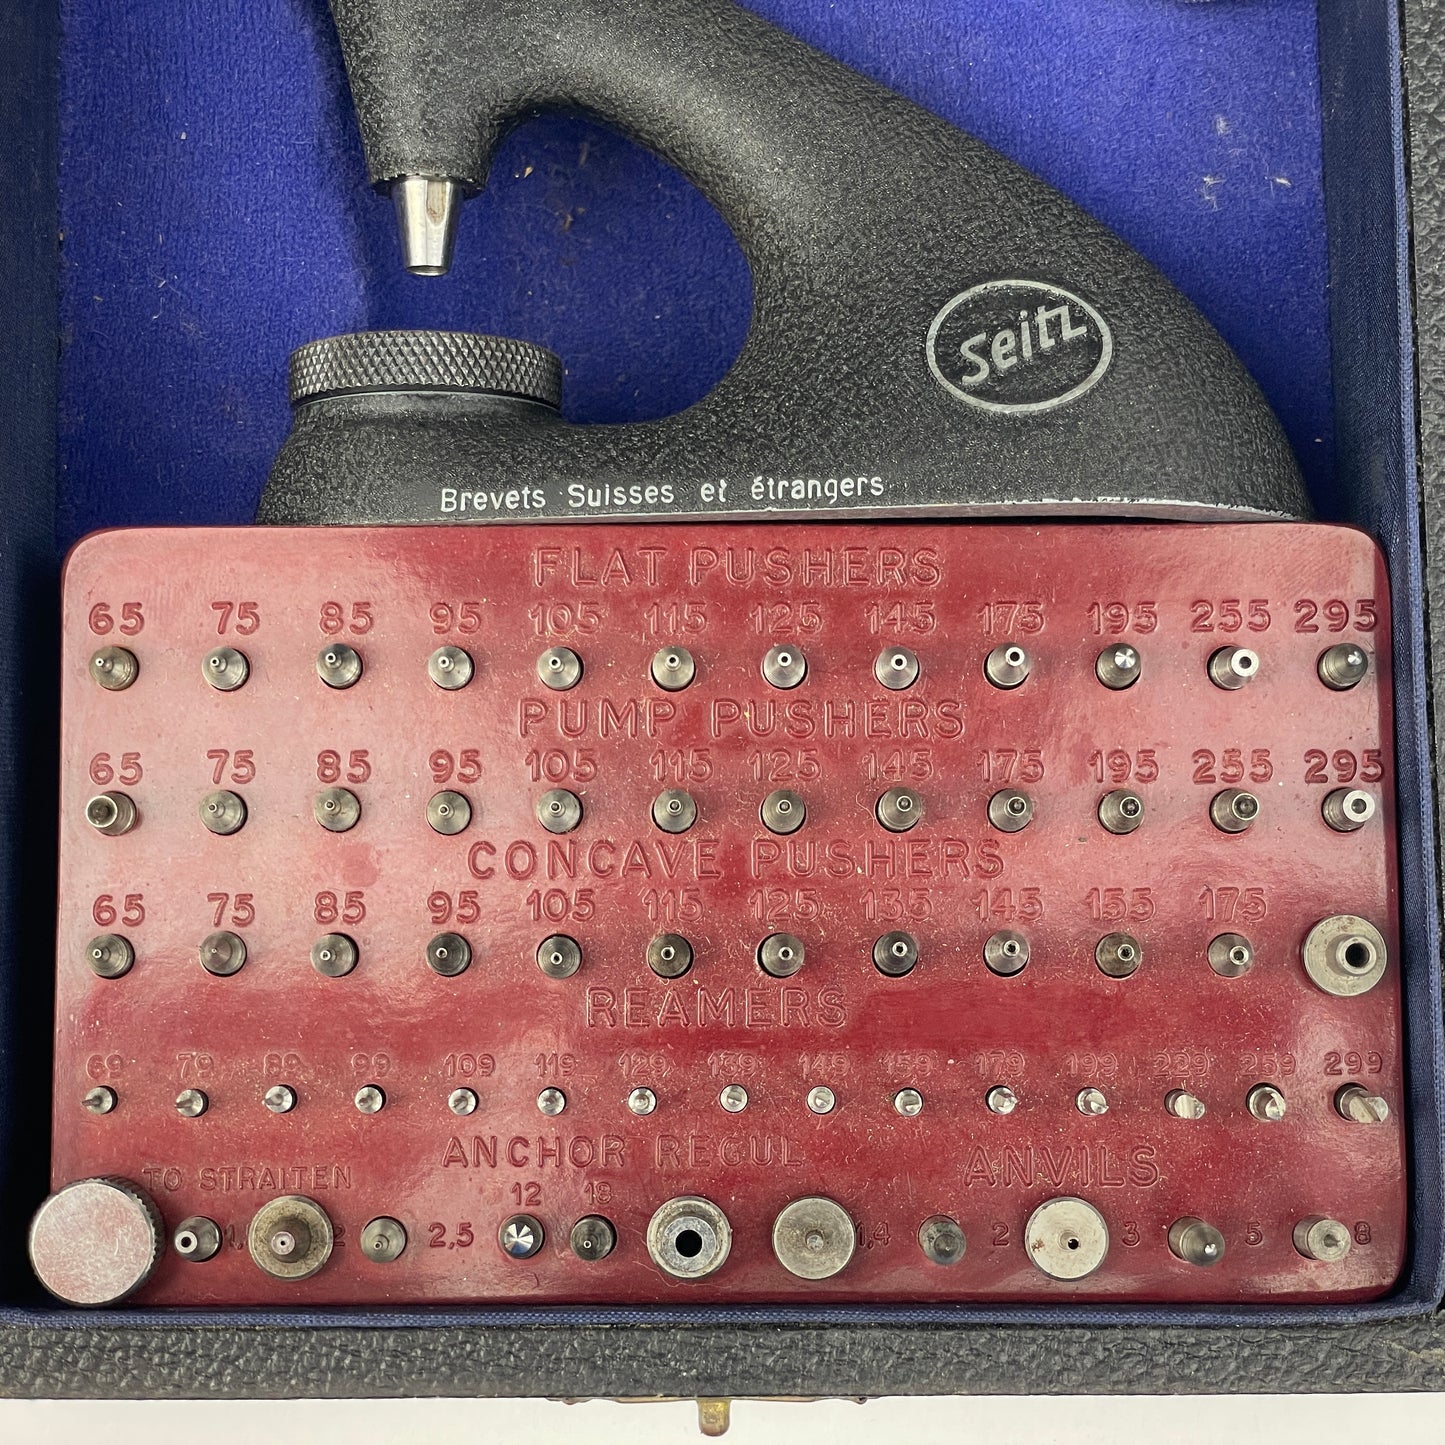 Seitz
Brevets Suisses et étrangers
FLAT PUSHERS
65 75 85 95 105 115 125 145 175 195 255 295
PUMP PUSHERS
65 75 85 95 105 115 125 145 175 195 255 295
CONCAVE PUSHERS
65 75 85 95 105 115 125 135 145 155 175
REAMERS
69 79 89 99 109 119 129 139 149 159 179 199 229 259 299
ANCHOR REGUL ANVILS
TO STRAITEN
12 18
2 2,5 1,4 2 3 5 8